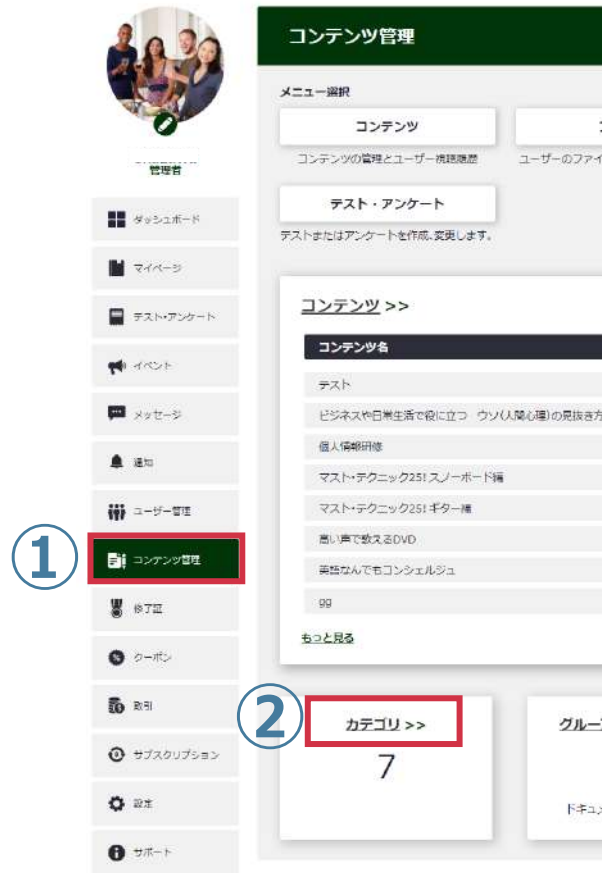 コンテンツ管理
メニュー選択
コンテンツ
コンテンツの管理とユーザー視聴履歴
ユーザーのファイ
テスト・アンケート
テストまたはアンケートを作成、変更します。
管理者
ダッシュボード
マイページ
テスト・アンケート
イベント
メッセージ
通知
ユーザー管理
①
コンテンツ管理
修了証
クーポン
取引
サブスクリプション
設定
サポート
コンテンツ >>
コンテンツ名
テスト
ビジネスや日常生活で役に立つ ウソ(人間心理)の見抜き方
個人情報研修
マスト・テクニック25! スノーボード編
マスト・テクニック25! ギター編
高い声で歌えるDVD
英語なんでもコンシェルジュ
gg
もっと見る
②
カテゴリ >>
7
グルー
ドキュメ